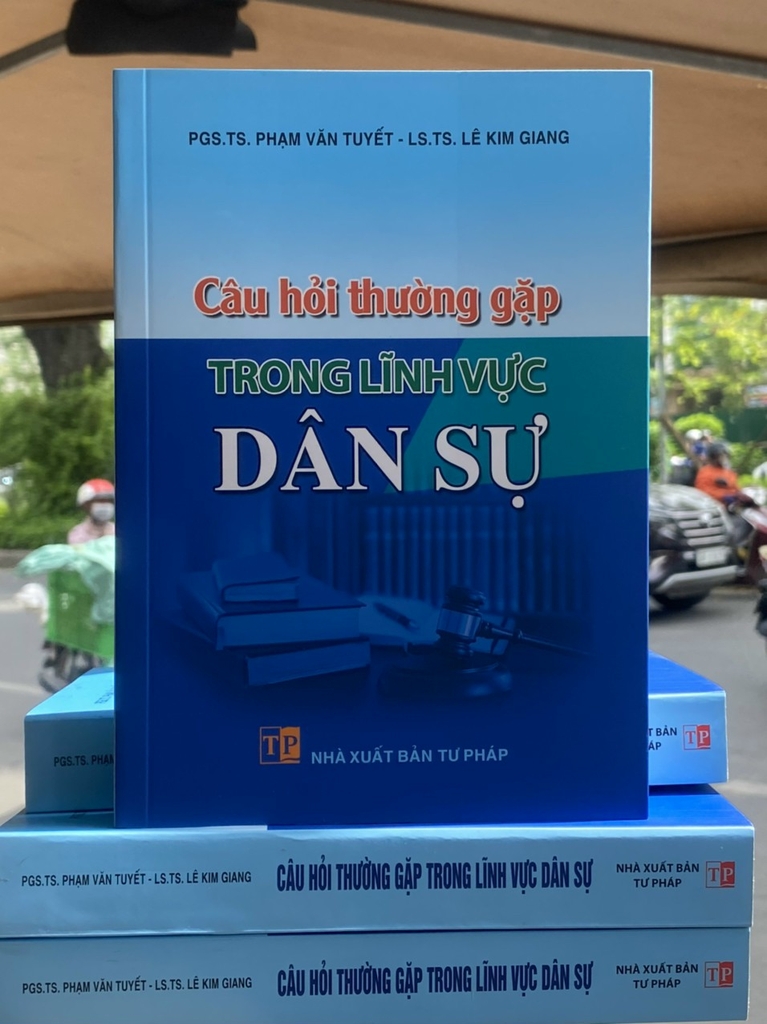 PGS.TS. PHẠM VĂN TUYẾT - LS.TS. LÊ KIM GIANG
Câu hỏi thường gặp
TRONG LĨNH VỰC
DÂN SỰ
TP NHÀ XUẤT BẢN TƯ PHÁP
PGS.TS. PHẠM
T BẢN
ÁP
TP
PGS.TS. PHẠM VĂN TUYẾT - LS.TS. LÊ KIM GIANG CÂU HỎI THƯỜNG GẶP TRONG LĨNH VỰC DÂN SỰ NHÀ XUẤT BẢN
TƯ PHÁP TP
PGS.TS. PHẠM VĂN TUYẾT - LS.TS. LÊ KIM GIANG CÂU HỎI THƯỜNG GẶP TRONG LĨNH VỰC DÂN SỰ NHÀ XUẤT BẢN
TƯ PHÁP TP